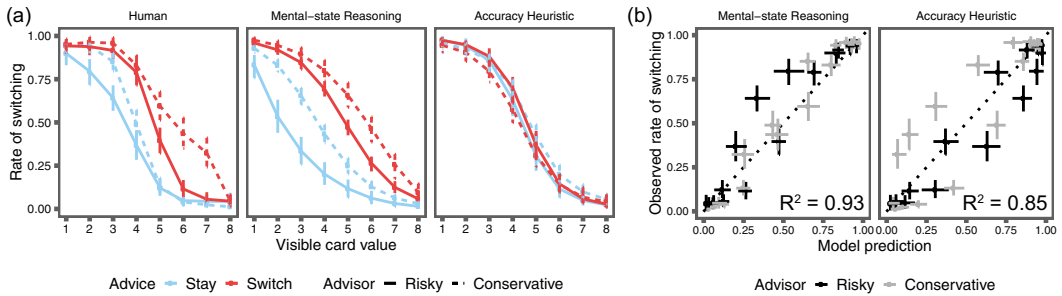 (a)
Human
Mental-state Reasoning
Accuracy Heuristic
Rate of switching
1.00
0.75
0.50
0.25
0.00
1 2 3 4 5 6 7 8
1 2 3 4 5 6 7 8
1 2 3 4 5 6 7 8
Visible card value
Advice Stay Switch Advisor Risky Conservative
(b)
Mental-state Reasoning
Accuracy Heuristic
Observed rate of switching
1.00
0.75
0.50
0.25
0.00
R² = 0.93
R² = 0.85
0.00 0.25 0.50 0.75 1.00
0.00 0.25 0.50 0.75 1.00
Model prediction
Advisor Risky Conservative